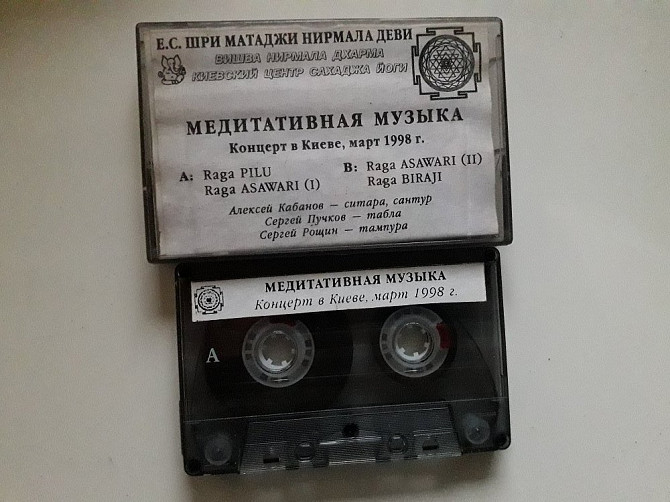 Е.С. ШРИ МАТАДЖИ НИРМАЛА ДЕВИ
ВИШВА НИРМАЛА ДХАРМА
КИЕВСКИЙ ЦЕНТР САХАДЖА ЙОГИ
МЕДИТАТИВНАЯ МУЗЫКА
Концерт в Киеве, март 1998 г.
А: Raga PILU
Raga ASAWARI (I)
В: Raga ASAWARI (II)
Raga BIRAJI
Алексей Кабанов — ситара, сантур
Сергей Пучков — табла
Сергей Рощин — тампура
МЕДИТАТИВНАЯ МУЗЫКА
Концерт в Киеве, март 1998 г.
A